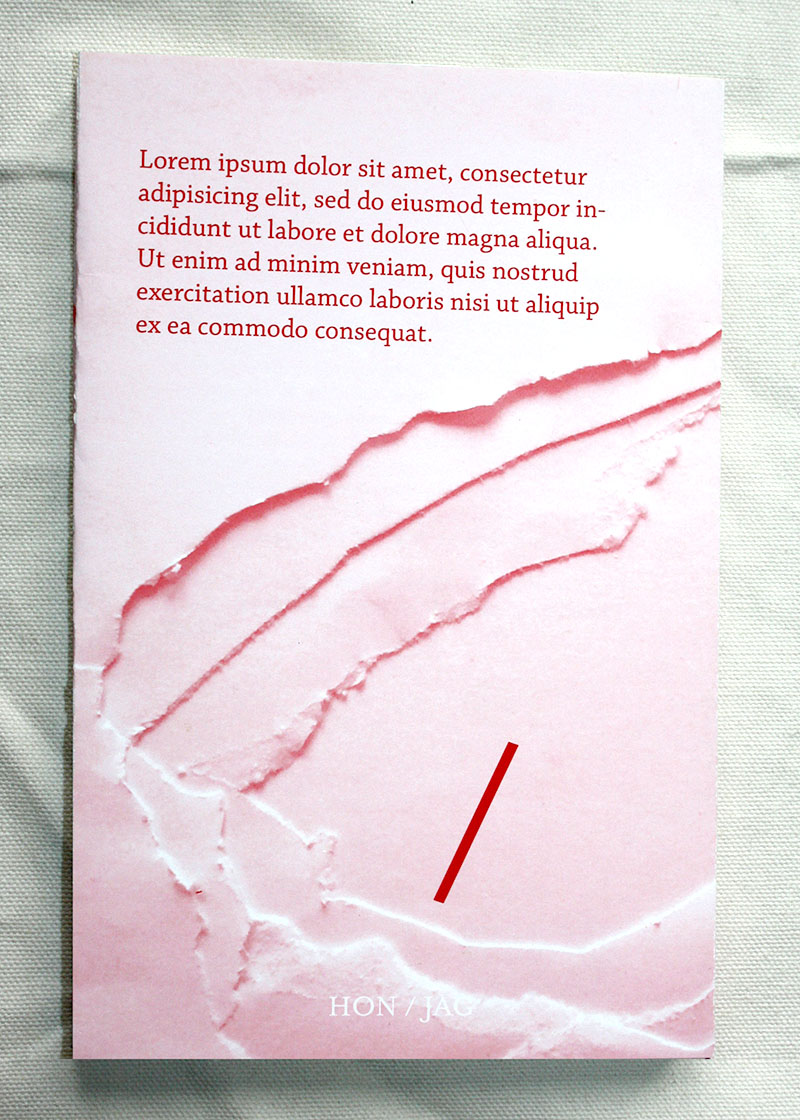 Lorem ipsum dolor sit amet, consectetur
adipisicing elit, sed do eiusmod tempor in-
cididunt ut labore et dolore magna aliqua.
Ut enim ad minim veniam, quis nostrud
exercitation ullamco laboris nisi ut aliquip
ex ea commodo consequat.
/
HON / JAG